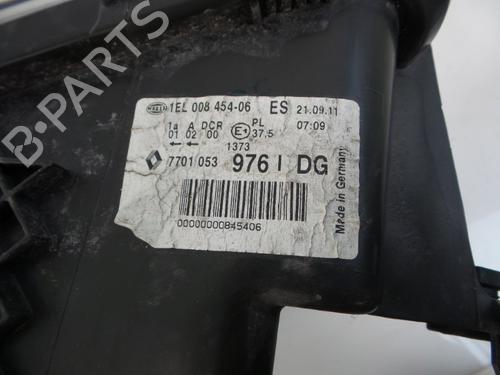 HELLA 1EL 008 454-06 ES 21.09.11
1a A DCR E1 PL 07:09
01 02 00 37.5
← ← 1373
7701 053 976 I DG
Made in Germany
00000000845406
B-PARTS